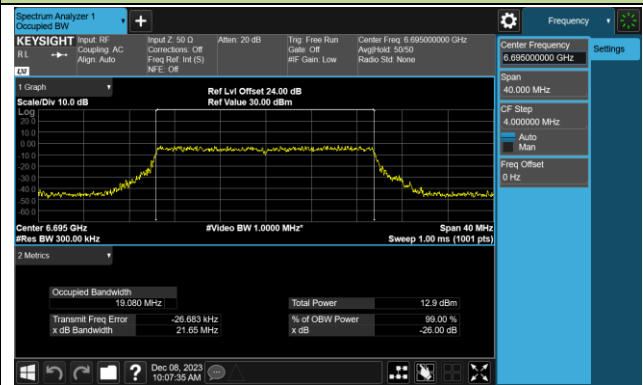 Spectrum Analyzer 1
Occupied BW
Frequency
KEYSIGHT
Input: RF
Coupling: AC
Align: Auto
Input Z: 50 Ω
Corrections: Off
Freq Ref: Int (S)
NFE: Off
Atten: 20 dB
Trig: Free Run
Gate: Off
#IF Gain: Low
Center Freq: 6.695000000 GHz
Avg|Hold: 50/50
Radio Std: None
RL
LXI
Center Frequency
6.695000000 GHz
Settings
Span
40.000 MHz
CF Step
4.000000 MHz
Auto
Man
Freq Offset
0 Hz
1 Graph
Scale/Div 10.0 dB
Ref Lvl Offset 24.00 dB
Ref Value 30.00 dBm
Log
20.0
10.0
0.00
-10.0
-20.0
-30.0
-40.0
-50.0
-60.0
Center 6.695 GHz
#Res BW 300.00 kHz
#Video BW 1.0000 MHz*
Span 40 MHz
Sweep 1.00 ms (1001 pts)
2 Metrics
Occupied Bandwidth
19.080 MHz
Total Power 12.9 dBm
Transmit Freq Error -26.683 kHz
% of OBW Power 99.00 %
x dB Bandwidth 21.65 MHz
x dB -26.00 dB
Dec 08, 2023
10:07:35 AM